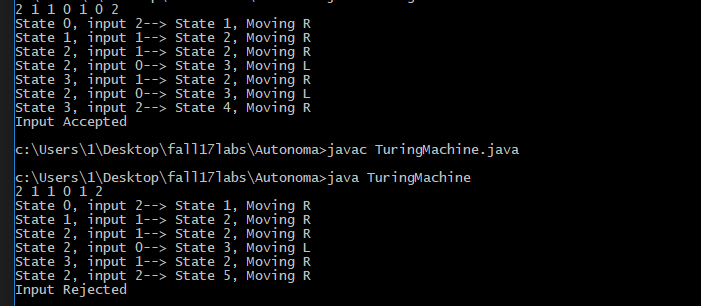 2 1 1 0 1 0 2
State 0, input 2--> State 1, Moving R
State 1, input 1--> State 2, Moving R
State 2, input 1--> State 2, Moving R
State 2, input 0--> State 3, Moving L
State 3, input 1--> State 2, Moving R
State 2, input 0--> State 3, Moving L
State 3, input 2--> State 4, Moving R
Input Accepted
c:\Users\1\Desktop\fall17labs\Autonoma>javac TuringMachine.java
c:\Users\1\Desktop\fall17labs\Autonoma>java TuringMachine
2 1 1 0 1 2
State 0, input 2--> State 1, Moving R
State 1, input 1--> State 2, Moving R
State 2, input 1--> State 2, Moving R
State 2, input 0--> State 3, Moving L
State 3, input 1--> State 2, Moving R
State 2, input 2--> State 5, Moving R
Input Rejected